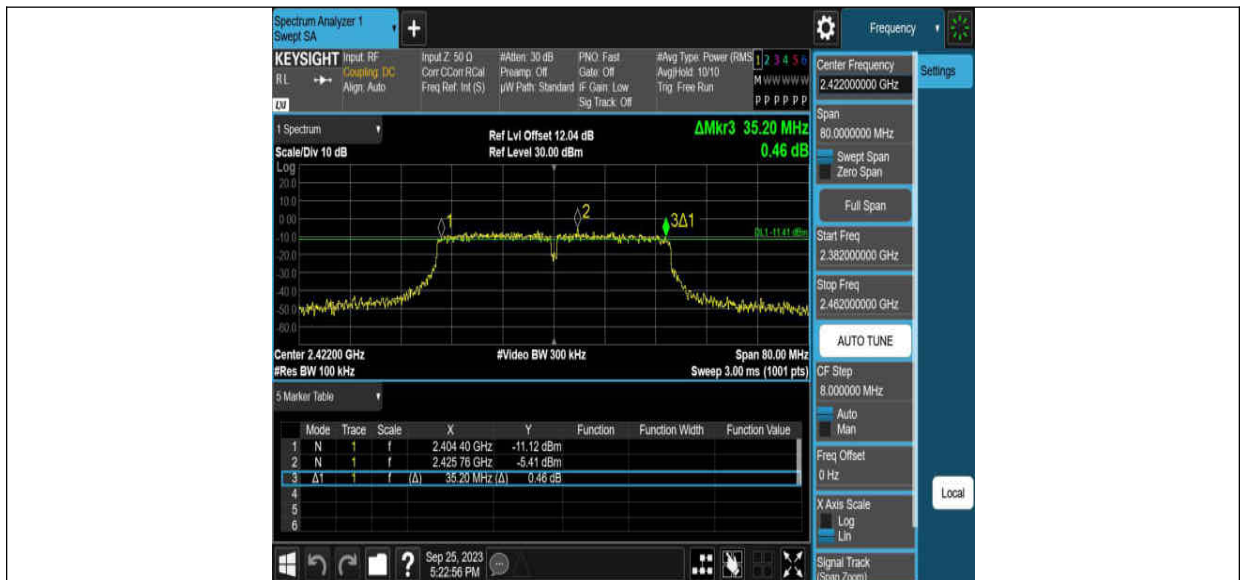 Spectrum Analyzer 1
Swept SA
Frequency
KEYSIGHT
RL
LXI
Input: RF
Coupling: DC
Align: Auto
Input Z: 50 Ω
Corr CCorr RCal
Freq Ref: Int (S)
#Atten: 30 dB
Preamp: Off
µW Path: Standard
PNO: Fast
Gate: Off
IF Gain: Low
Sig Track: Off
#Avg Type: Power (RMS
Avg|Hold: 10/10
Trig: Free Run
1 2 3 4 5 6
M W W W W W
P P P P P P
1 Spectrum
Scale/Div 10 dB
Log
Ref Lvl Offset 12.04 dB
Ref Level 30.00 dBm
ΔMkr3 35.20 MHz
0.46 dB
20.0
10.0
0.00
-10.0
-20.0
-30.0
-40.0
-50.0
-60.0
1
2
3Δ1
DL1 -11.41 dBm
Center 2.42200 GHz
#Video BW 300 kHz
Span 80.00 MHz
#Res BW 100 kHz
Sweep 3.00 ms (1001 pts)
5 Marker Table
Mode Trace Scale X Y Function Function Width Function Value
1 N 1 f 2.404 40 GHz -11.12 dBm
2 N 1 f 2.425 76 GHz -5.41 dBm
3 Δ1 1 f (Δ) 35.20 MHz (Δ) 0.46 dB
4
5
6
Sep 25, 2023
5:22:56 PM
Center Frequency
2.422000000 GHz
Span
80.0000000 MHz
Swept Span
Zero Span
Full Span
Start Freq
2.382000000 GHz
Stop Freq
2.462000000 GHz
AUTO TUNE
CF Step
8.000000 MHz
Auto
Man
Freq Offset
0 Hz
X Axis Scale
Log
Lin
Signal Track
(Span Zoom)
Settings
Local